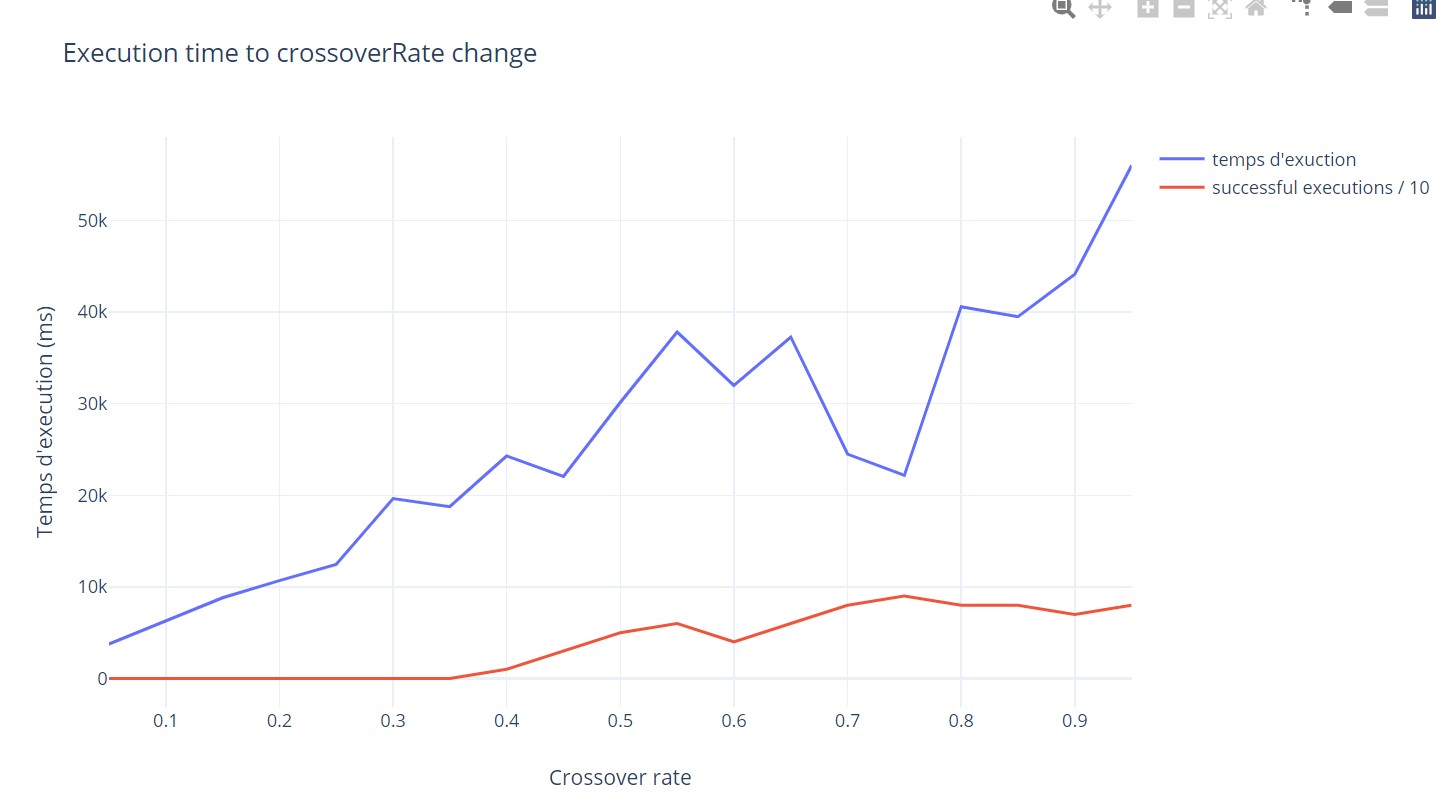 Execution time to crossoverRate change
temps d'exuction
successful executions / 10
50k
40k
30k
20k
10k
0
Temps d'execution (ms)
0.1
0.2
0.3
0.4
0.5
0.6
0.7
0.8
0.9
Crossover rate